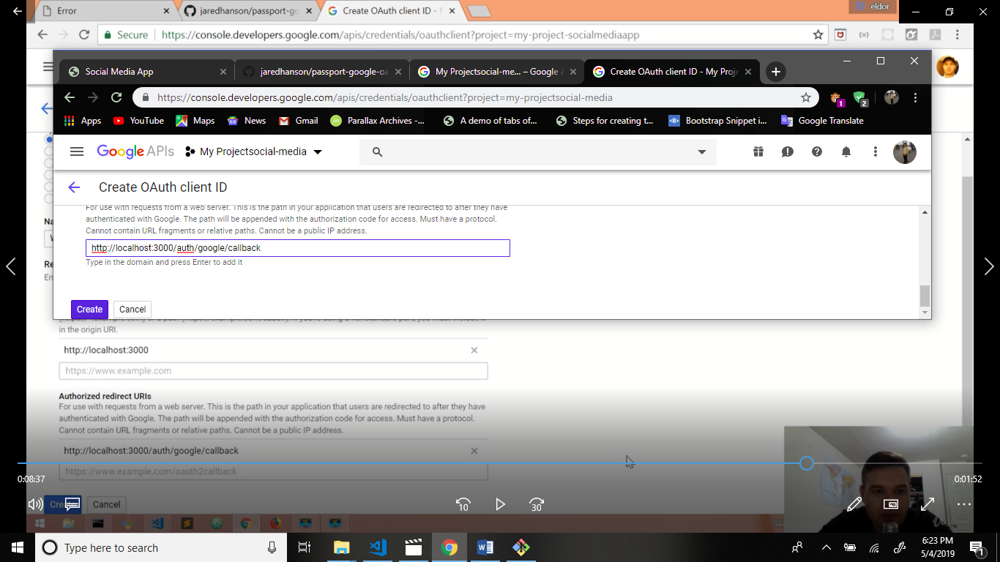 Error
jaredhanson/passport-go
Create OAuth client ID -
eldor
Secure
https://console.developers.google.com/apis/credentials/oauthclient?project=my-project-socialmediaapp
Social Media App
jaredhanson/passport-google-oa
My Projectsocial-me... – Google A
Create OAuth client ID - My Proje
https://console.developers.google.com/apis/credentials/oauthclient?project=my-projectsocial-media
1
2
Apps
YouTube
Maps
News
Gmail
Parallax Archives -...
A demo of tabs of...
Steps for creating t...
Bootstrap Snippet i...
Google Translate
Google APIs
My Projectsocial-media
Create OAuth client ID
For use with requests from a web server. This is the path in your application that users are redirected to after they have
authenticated with Google. The path will be appended with the authorization code for access. Must have a protocol.
Cannot contain URL fragments or relative paths. Cannot be a public IP address.
http://localhost:3000/auth/google/callback
Type in the domain and press Enter to add it
Create
Cancel
Na
W
Re
En
in the origin URI.
http://localhost:3000
https://www.example.com
Authorized redirect URIs
For use with requests from a web server. This is the path in your application that users are redirected to after they have
authenticated with Google. The path will be appended with the authorization code for access. Must have a protocol.
Cannot contain URL fragments or relative paths. Cannot be a public IP address.
http://localhost:3000/auth/google/callback
https://www.example.com/oauth2callback
0:08:37
0:01:52
Cancel
10
30
Type here to search
6:23 PM
5/4/2019
1